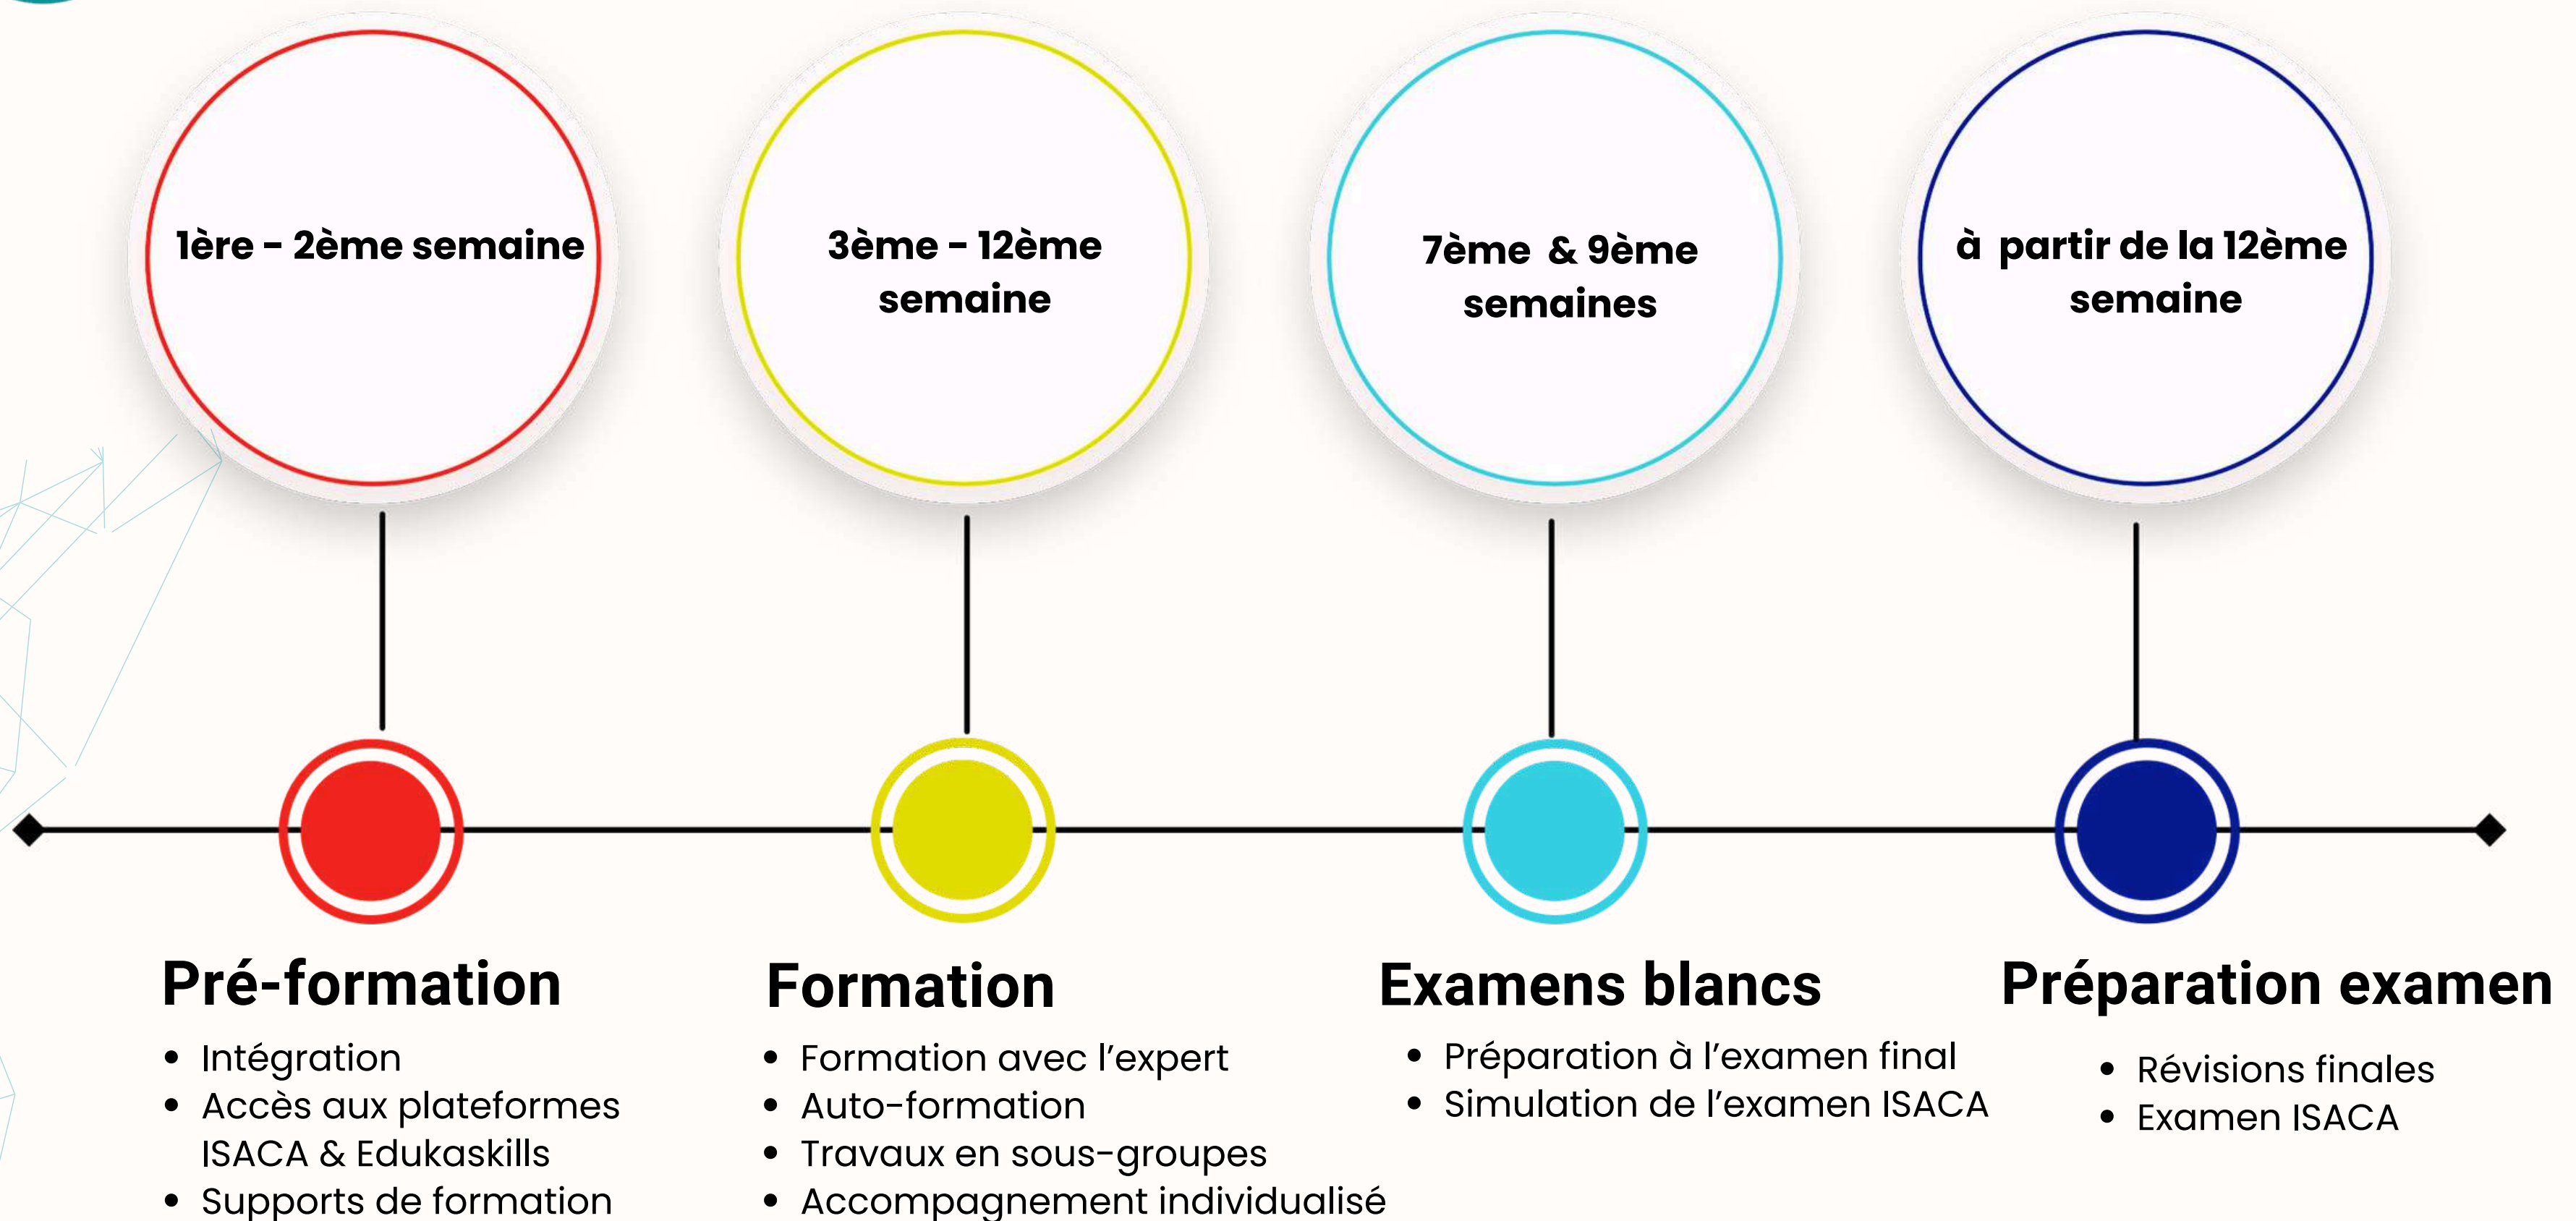 1ère - 2ème semaine
3ème - 12ème
semaine
7ème & 9ème
semaines
à partir de la 12ème
semaine
Pré-formation
• Intégration
• Accès aux plateformes
ISACA & Edukaskills
• Supports de formation
Formation
• Formation avec l'expert
• Auto-formation
• Travaux en sous-groupes
• Accompagnement individualisé
Examens blancs
• Préparation à l'examen final
• Simulation de l'examen ISACA
Préparation examen
• Révisions finales
• Examen ISACA